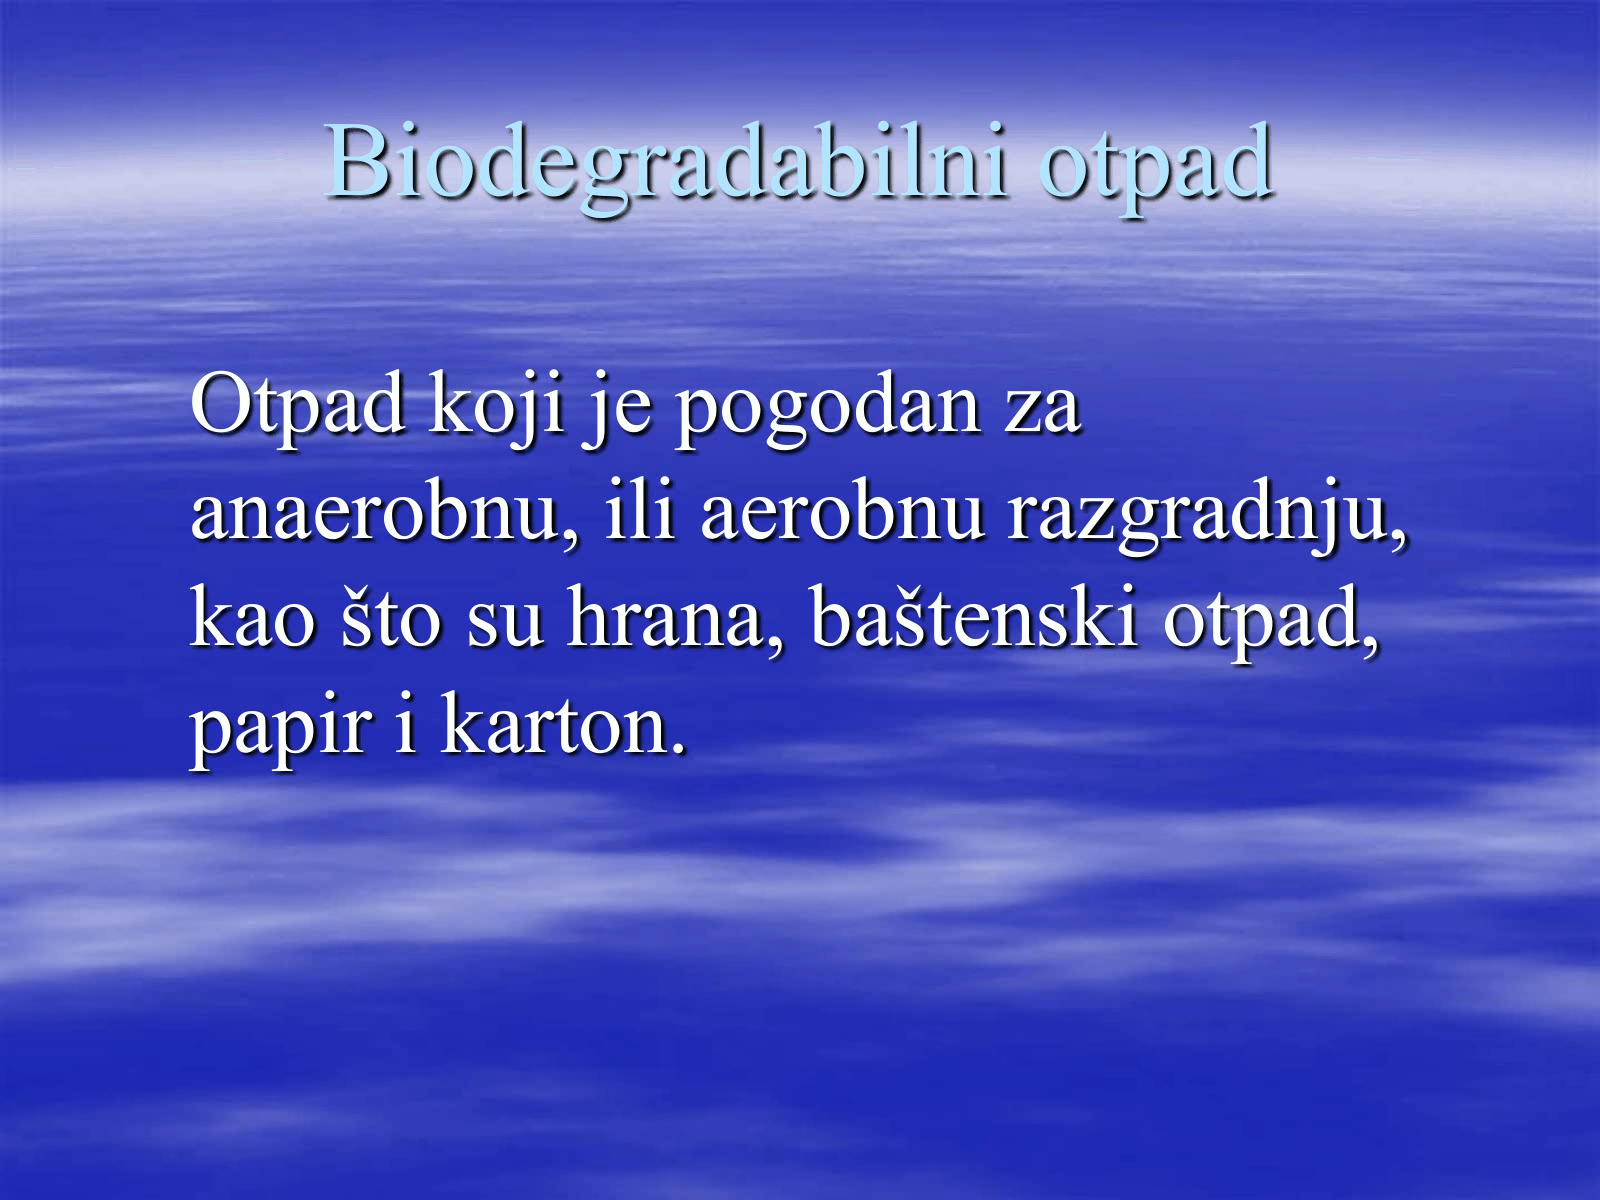 Biodegradabilni otpad
Otpad koji je pogodan za
anaerobnu, ili aerobnu razgradnju,
kao što su hrana, baštenski otpad,
papir i karton.